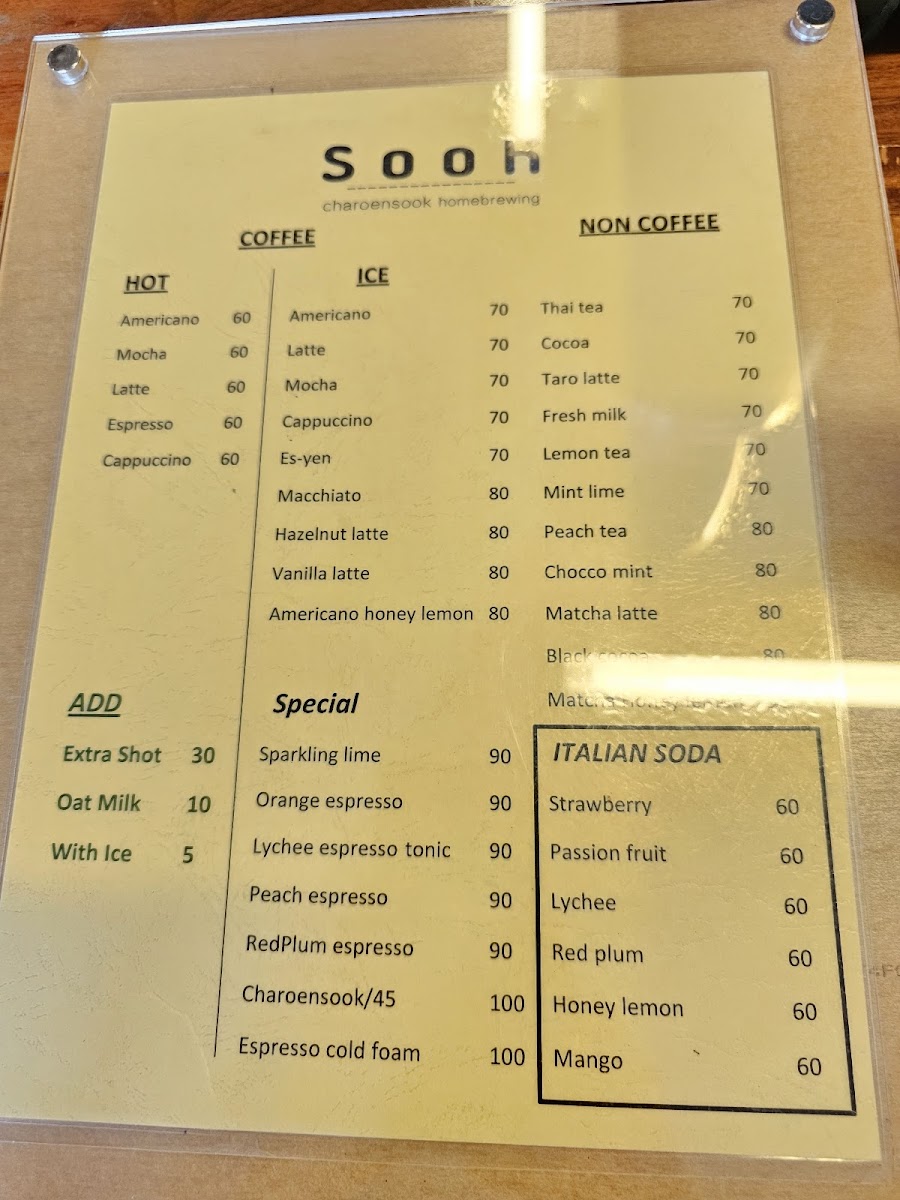 Sooh
charoensook homebrewing
COFFEE
HOT
Americano 60
Mocha 60
Latte 60
Espresso 60
Cappuccino 60
ICE
Americano 70
Latte 70
Mocha 70
Cappuccino 70
Es-yen 70
Macchiato 80
Hazelnut latte 80
Vanilla latte 80
Americano honey lemon 80
NON COFFEE
Thai tea 70
Cocoa 70
Taro latte 70
Fresh milk 70
Lemon tea 70
Mint lime 70
Peach tea 80
Chocco mint 80
Matcha latte 80
Black cocoa 80
Matcha honey
ADD
Extra Shot 30
Oat Milk 10
With Ice 5
Special
Sparkling lime 90
Orange espresso 90
Lychee espresso tonic 90
Peach espresso 90
RedPlum espresso 90
Charoensook/45 100
Espresso cold foam 100
ITALIAN SODA
Strawberry 60
Passion fruit 60
Lychee 60
Red plum 60
Honey lemon 60
Mango 60